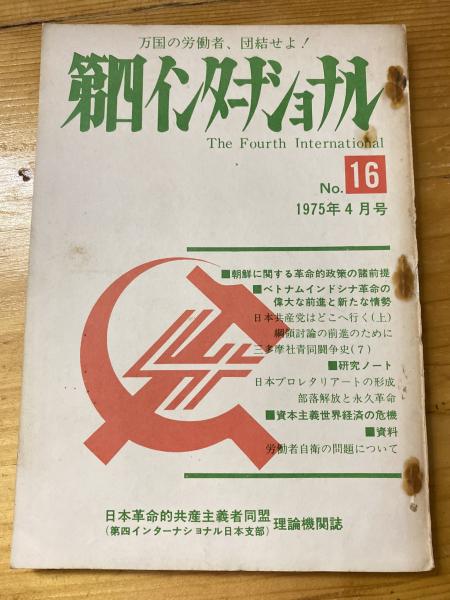 万国の労働者、団結せよ!
第四インターナショナル
The Fourth International
No. 16
1975年4月号
■朝鮮に関する革命的政策の諸前提
■ベトナムインドシナ革命の
偉大な前進と新たな情勢
日本共産党はどこへ行く(上)
綱領討論の前進のために
三多摩社青同闘争史(7)
■研究ノート
日本プロレタリアートの形成
部落解放と永久革命
■資本主義世界経済の危機
■資料
労働者自衛の問題について
日本革命的共産主義者同盟
(第四インターナショナル日本支部)
理論機関誌